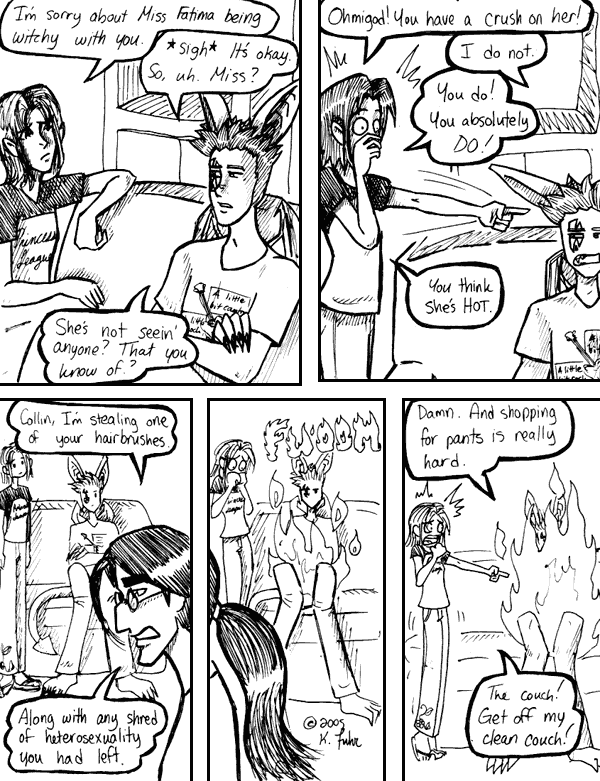 I'm sorry about Miss Fatima being
witchy with you.
*sigh* It's okay.
So, uh. Miss?
Princess
League
A little
bit
She's not seein'
anyone? That you
know of?
Ohmigod! You have a crush on her!
I do not.
You do!
You absolutely
DO!
You think
She's HOT.
A little
Collin, I'm stealing one
of your hairbrushes.
Along with any shred
of heterosexuality
you had left.
FWOOM
©2005
K. Fuhr
Damn. And shopping
for pants is really
hard.
The couch!
Get off my
clean couch!